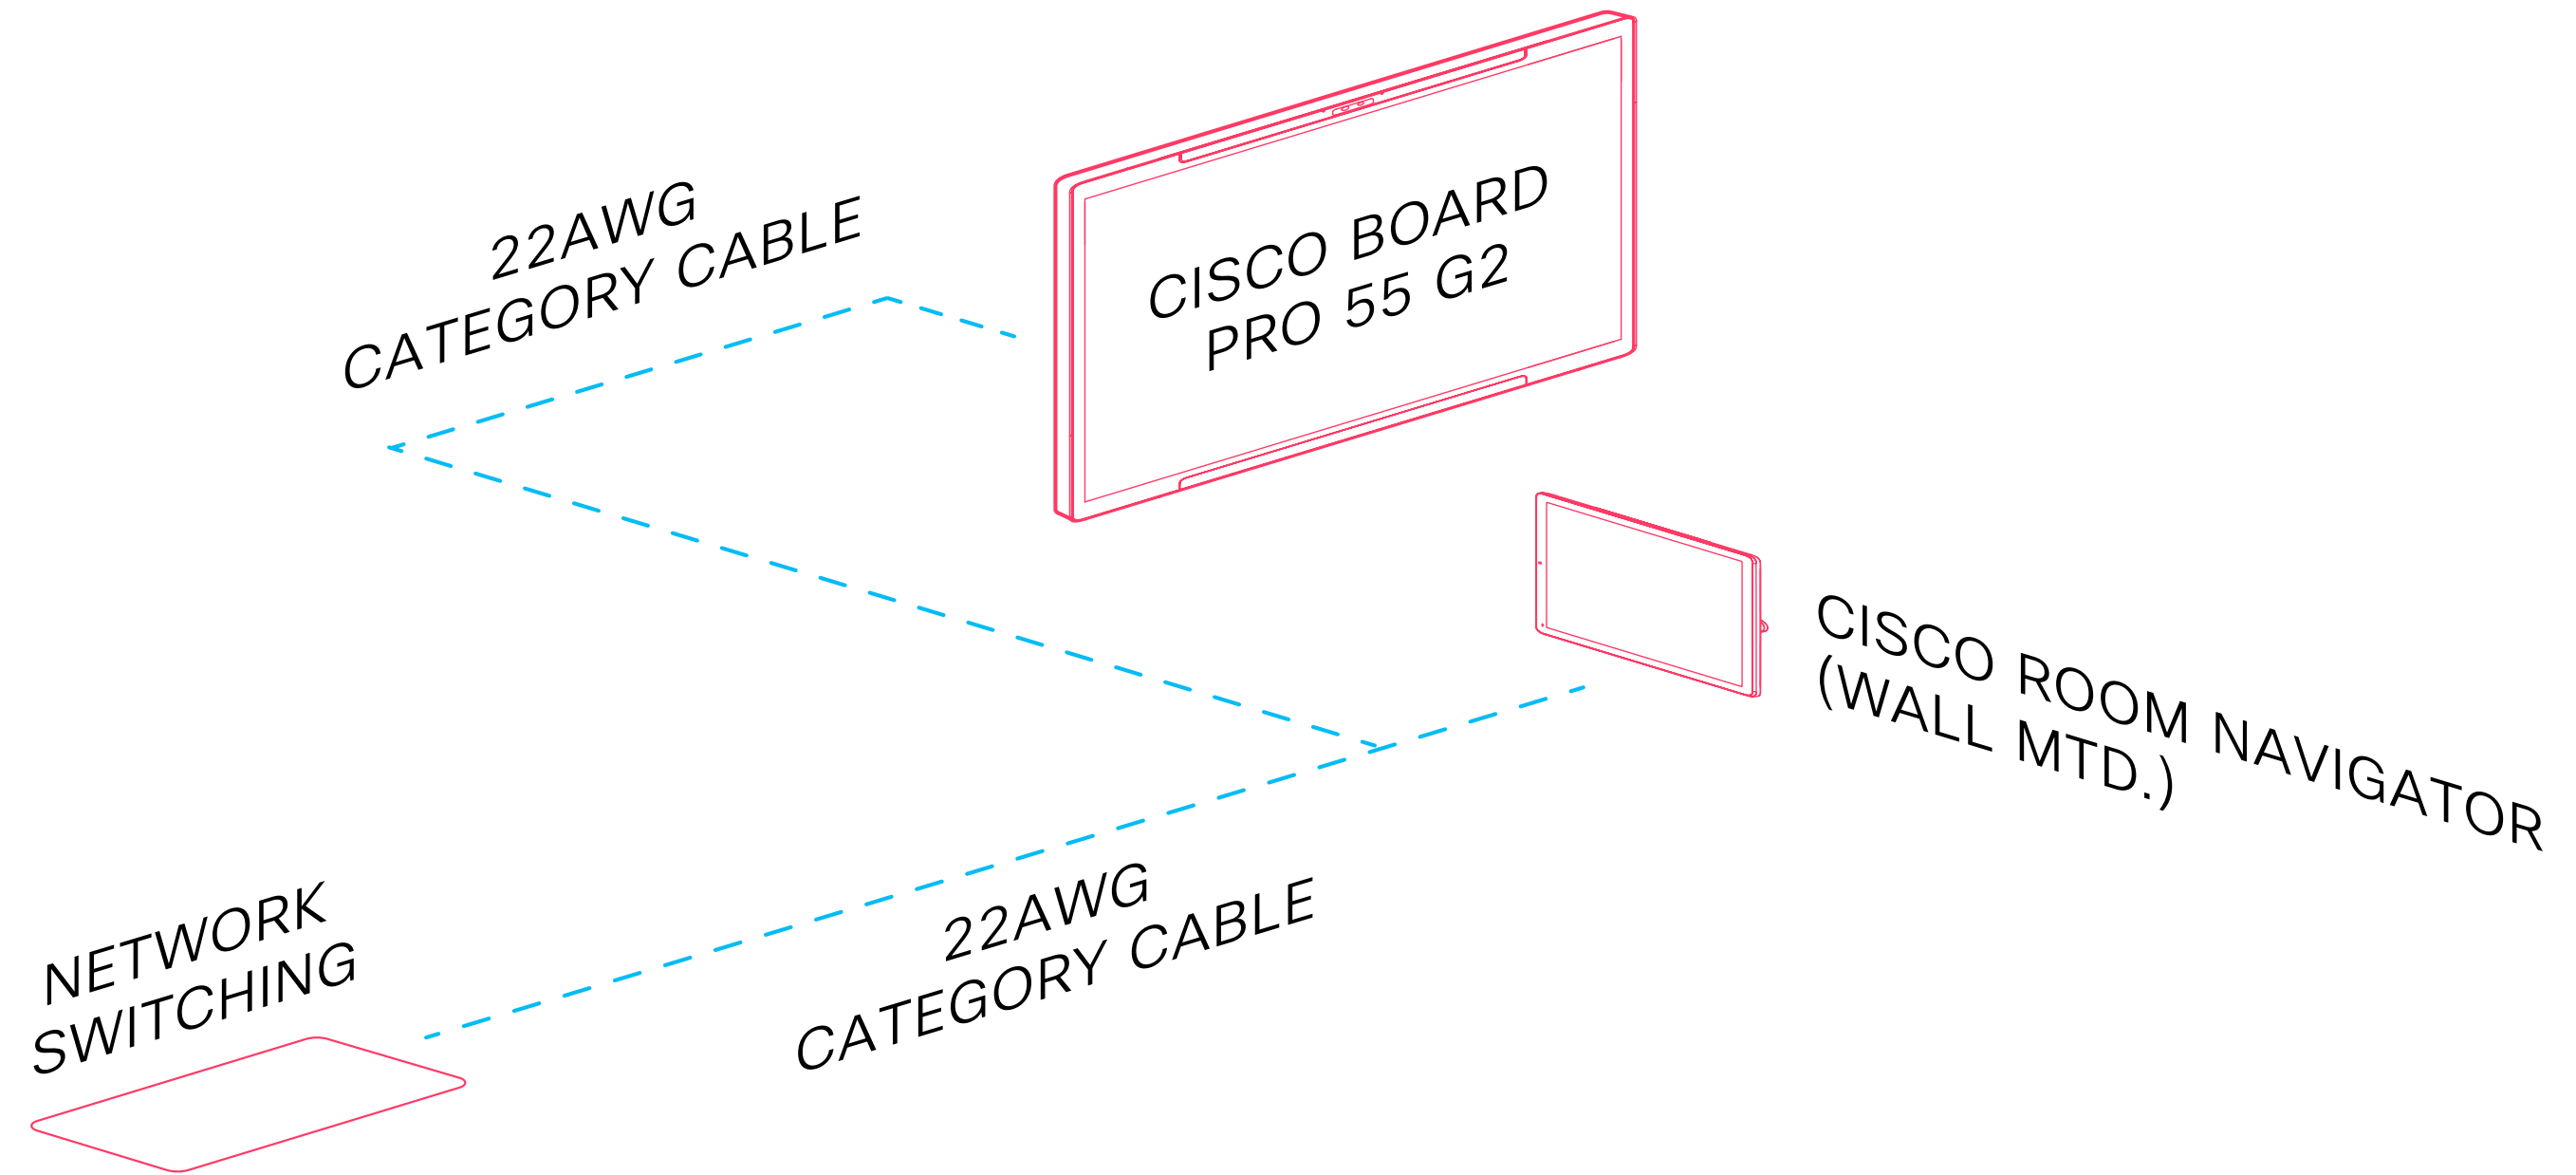 22AWG
CATEGORY CABLE
CISCO BOARD
PRO 55 G2
CISCO ROOM NAVIGATOR
(WALL MTD.)
NETWORK
SWITCHING
22AWG
CATEGORY CABLE